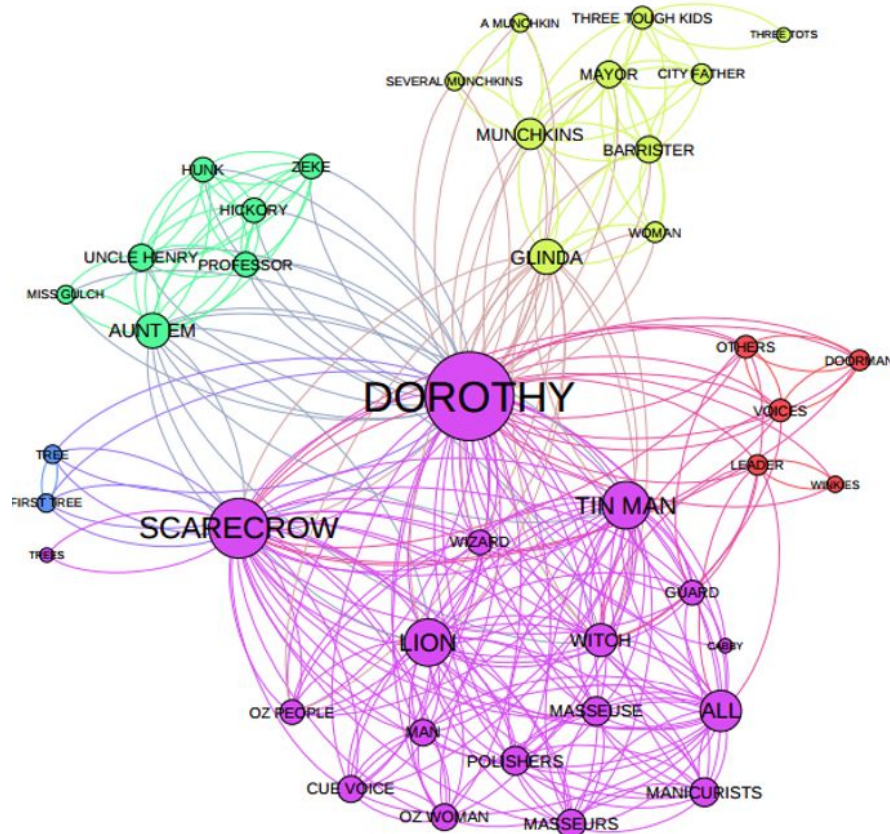 A MUNCHKIN
THREE TOUGH KIDS
THREE TOTS
SEVERAL MUNCHKINS
MAYOR
CITY FATHER
MUNCHKINS
BARRISTER
HUNK
ZEKE
HICKORY
WOMAN
UNCLE HENRY
PROFESSOR
GLINDA
MISS GULCH
AUNT EM
OTHERS
DOORMAN
DOROTHY
VOICES
TREE
LEADER
WINKIES
FIRST TREE
TIN MAN
SCARECROW
WIZARD
TREES
GUARD
LION
WITCH
CABBY
OZ PEOPLE
MASSEUSE
ALL
MAN
POLISHERS
CUE VOICE
MANICURISTS
OZ WOMAN
MASSEURS